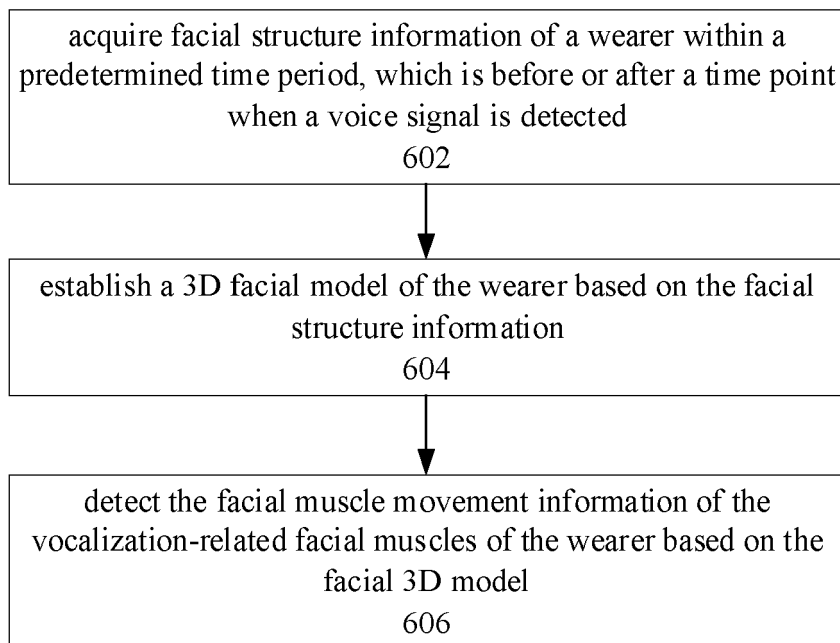 acquire facial structure information of a wearer within a
predetermined time period, which is before or after a time point
when a voice signal is detected
602
establish a 3D facial model of the wearer based on the facial
structure information
604
detect the facial muscle movement information of the
vocalization-related facial muscles of the wearer based on the
facial 3D model
606